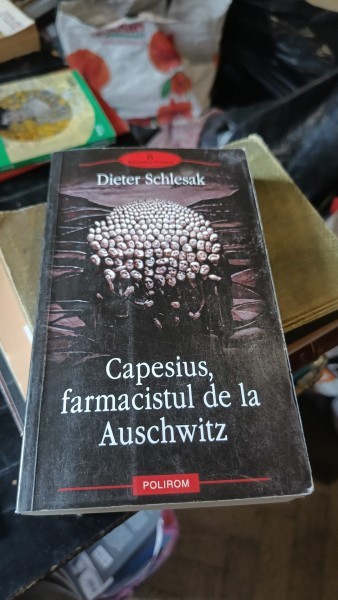 B
Dieter Schlesak
Capesius,
farmacistul de la
Auschwitz
POLIROM